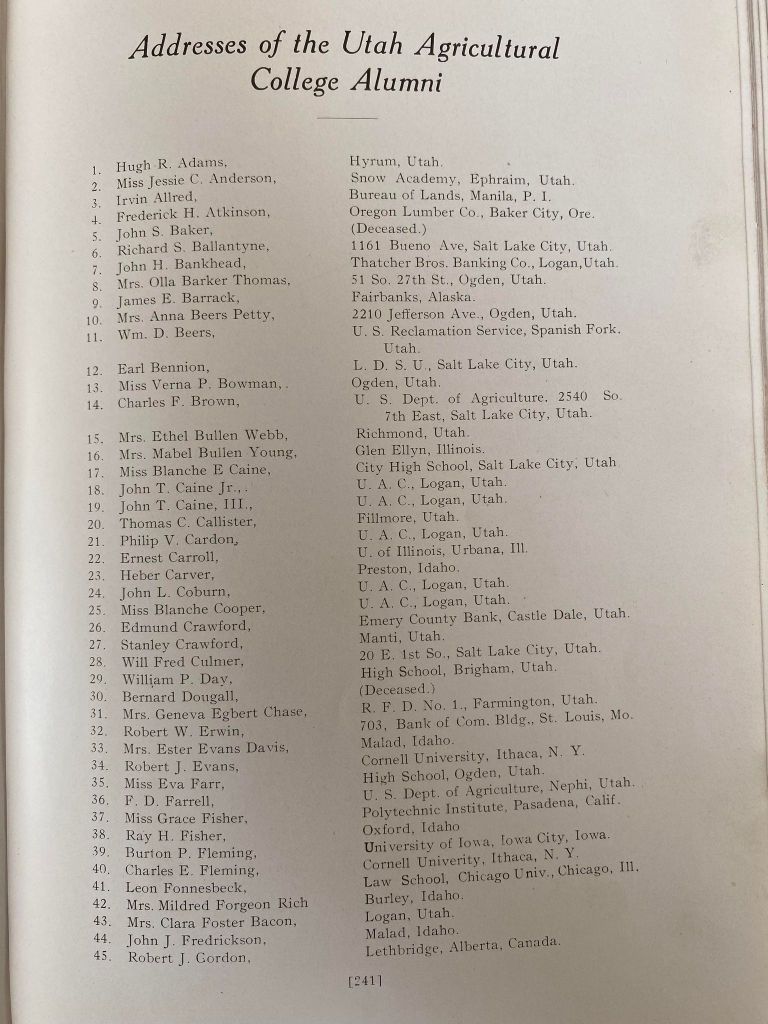 Addresses of the Utah Agricultural
College Alumni
1. Hugh R. Adams, Hyrum, Utah.
2. Miss Jessie C. Anderson, Snow Academy, Ephraim, Utah.
3. Irvin Allred, Bureau of Lands, Manila, P. I.
4. Frederick H. Atkinson, Oregon Lumber Co., Baker City, Ore.
5. John S. Baker, (Deceased.)
6. Richard S. Ballantyne, 1161 Bueno Ave, Salt Lake City, Utah.
7. John H. Bankhead, Thatcher Bros. Banking Co., Logan,Utah.
8. Mrs. Olla Barker Thomas, 51 So. 27th St., Ogden, Utah.
9. James E. Barrack, Fairbanks, Alaska.
10. Mrs. Anna Beers Petty, 2210 Jefferson Ave., Ogden, Utah.
11. Wm. D. Beers, U. S. Reclamation Service, Spanish Fork.
Utah.
12. Earl Bennion, L. D. S. U., Salt Lake City, Utah.
13. Miss Verna P. Bowman, . Ogden, Utah.
14. Charles F. Brown, U. S. Dept. of Agriculture, 2540 So.
7th East, Salt Lake City, Utah.
15. Mrs. Ethel Bullen Webb, Richmond, Utah.
16. Mrs. Mabel Bullen Young, Glen Ellyn, Illinois.
17. Miss Blanche E Caine, City High School, Salt Lake City, Utah
18. John T. Caine Jr., . U. A. C., Logan, Utah.
19. John T. Caine, III., U. A. C., Logan, Utah.
20. Thomas C. Callister, Fillmore, Utah.
21. Philip V. Cardon, U. A. C., Logan, Utah.
22. Ernest Carroll, U. of Illinois, Urbana, Ill.
23. Heber Carver, Preston, Idaho.
24. John L. Coburn, U. A. C., Logan, Utah.
25. Miss Blanche Cooper, U. A. C., Logan, Utah.
26. Edmund Crawford, Emery County Bank, Castle Dale, Utah.
27. Stanley Crawford, Manti, Utah.
28. Will Fred Culmer, 20 E. 1st So., Salt Lake City, Utah.
29. William P. Day, High School, Brigham, Utah.
30. Bernard Dougall, (Deceased.)
31. Mrs. Geneva Egbert Chase, R. F. D. No. 1., Farmington, Utah.
32. Robert W. Erwin, 703, Bank of Com. Bldg., St. Louis, Mo.
33. Mrs. Ester Evans Davis, Malad, Idaho.
34. Robert J. Evans, Cornell University, Ithaca, N. Y.
35. Miss Eva Farr, High School, Ogden, Utah.
36. F. D. Farrell, U. S. Dept. of Agriculture, Nephi, Utah.
37. Miss Grace Fisher, Polytechnic Institute, Pasadena, Calif.
38. Ray H. Fisher, Oxford, Idaho
39. Burton P. Fleming, University of Iowa, Iowa City, Iowa.
40. Charles E. Fleming, Cornell Univerity, Ithaca, N. Y.
41. Leon Fonnesbeck, Law School, Chicago Univ., Chicago, Ill.
42. Mrs. Mildred Forgeon Rich Burley, Idaho.
43. Mrs. Clara Foster Bacon, Logan, Utah.
44. John J. Fredrickson, Malad, Idaho.
45. Robert J. Gordon, Lethbridge, Alberta, Canada.
[241]